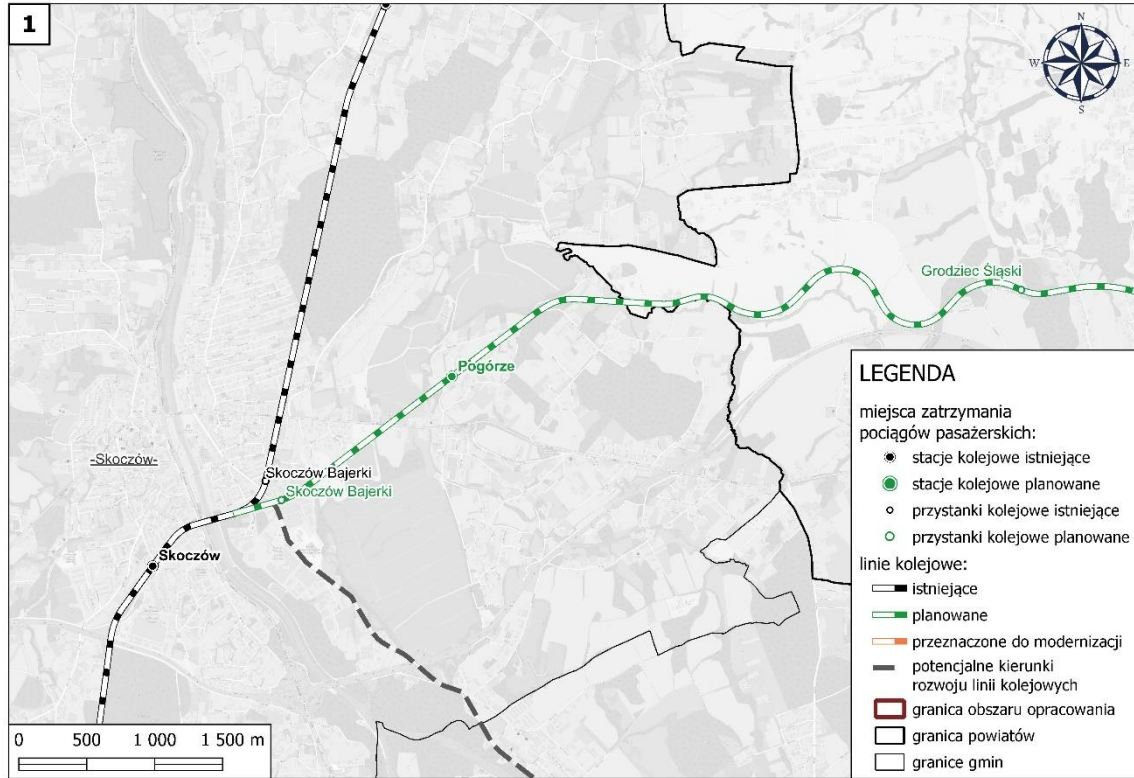 1
N
W
E
S
Grodziec Śląski
Pogórze
-Skoczów-
Skoczów Bajerki
Skoczów Bajerki
Skoczów
LEGENDA
miejsca zatrzymania
pociągów pasażerskich:
stacje kolejowe istniejące
stacje kolejowe planowane
przystanki kolejowe istniejące
przystanki kolejowe planowane
linie kolejowe:
istniejące
planowane
przeznaczone do modernizacji
potencjalne kierunki
rozwoju linii kolejowych
granica obszaru opracowania
granica powiatów
granice gmin
0 500 1 000 1 500 m